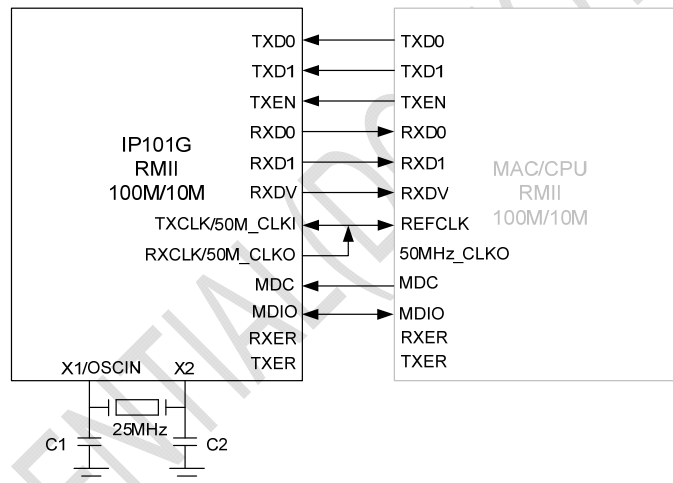 TXD0 TXD0
TXD1 TXD1
TXEN TXEN
RXD0 RXD0
IP101G
RMII
100M/10M
RXD1 RXD1
MAC/CPU
RMII
100M/10M
RXDV RXDV
TXCLK/50M_CLKI REFCLK
RXCLK/50M_CLKO 50MHz_CLKO
MDC MDC
MDIO MDIO
RXER RXER
TXER TXER
X1/OSCIN X2
25MHz
C1 C2
ENTIAL(D